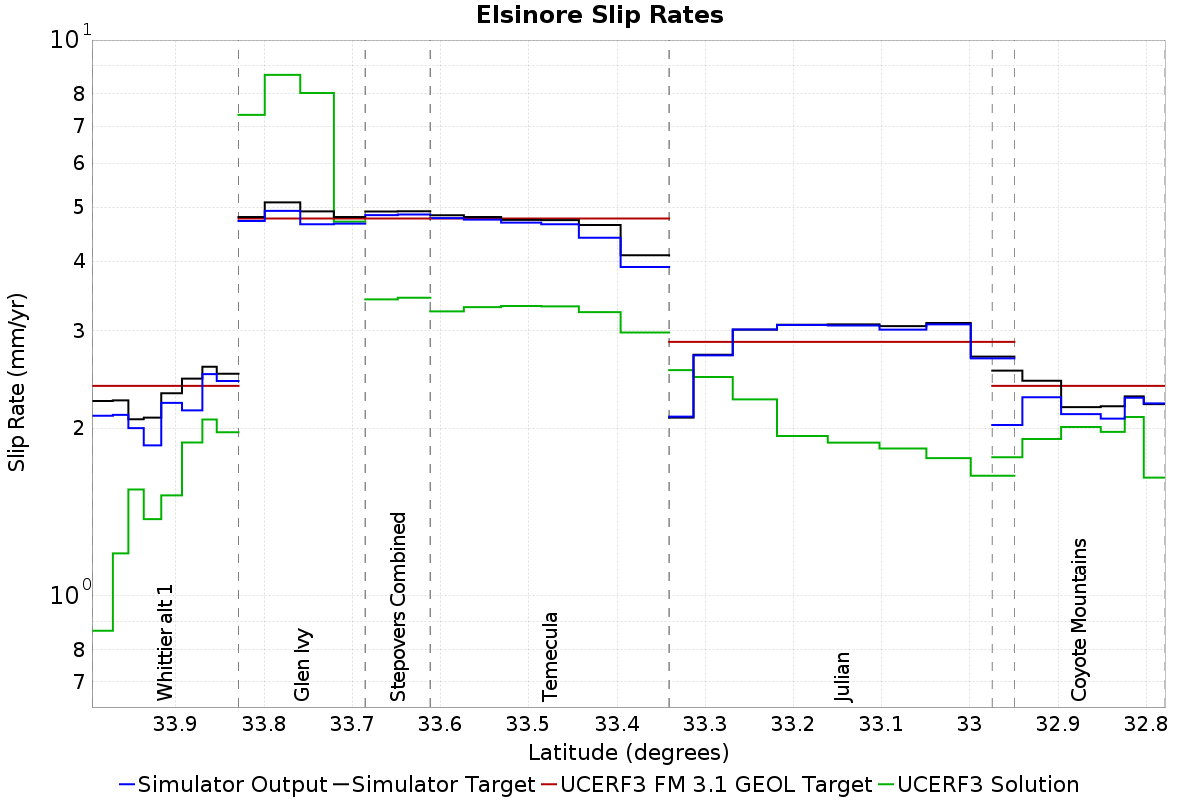 Elsinore Slip Rates
Slip Rate (mm/yr)
10^1
8
7
6
5
4
3
2
10^0
8
7
Whittier alt 1
Glen Ivy
Stepovers Combined
Temecula
Julian
Coyote Mountains
33.9 33.8 33.7 33.6 33.5 33.4 33.3 33.2 33.1 33 32.9 32.8
Latitude (degrees)
Simulator Output Simulator Target UCERF3 FM 3.1 GEOL Target UCERF3 Solution